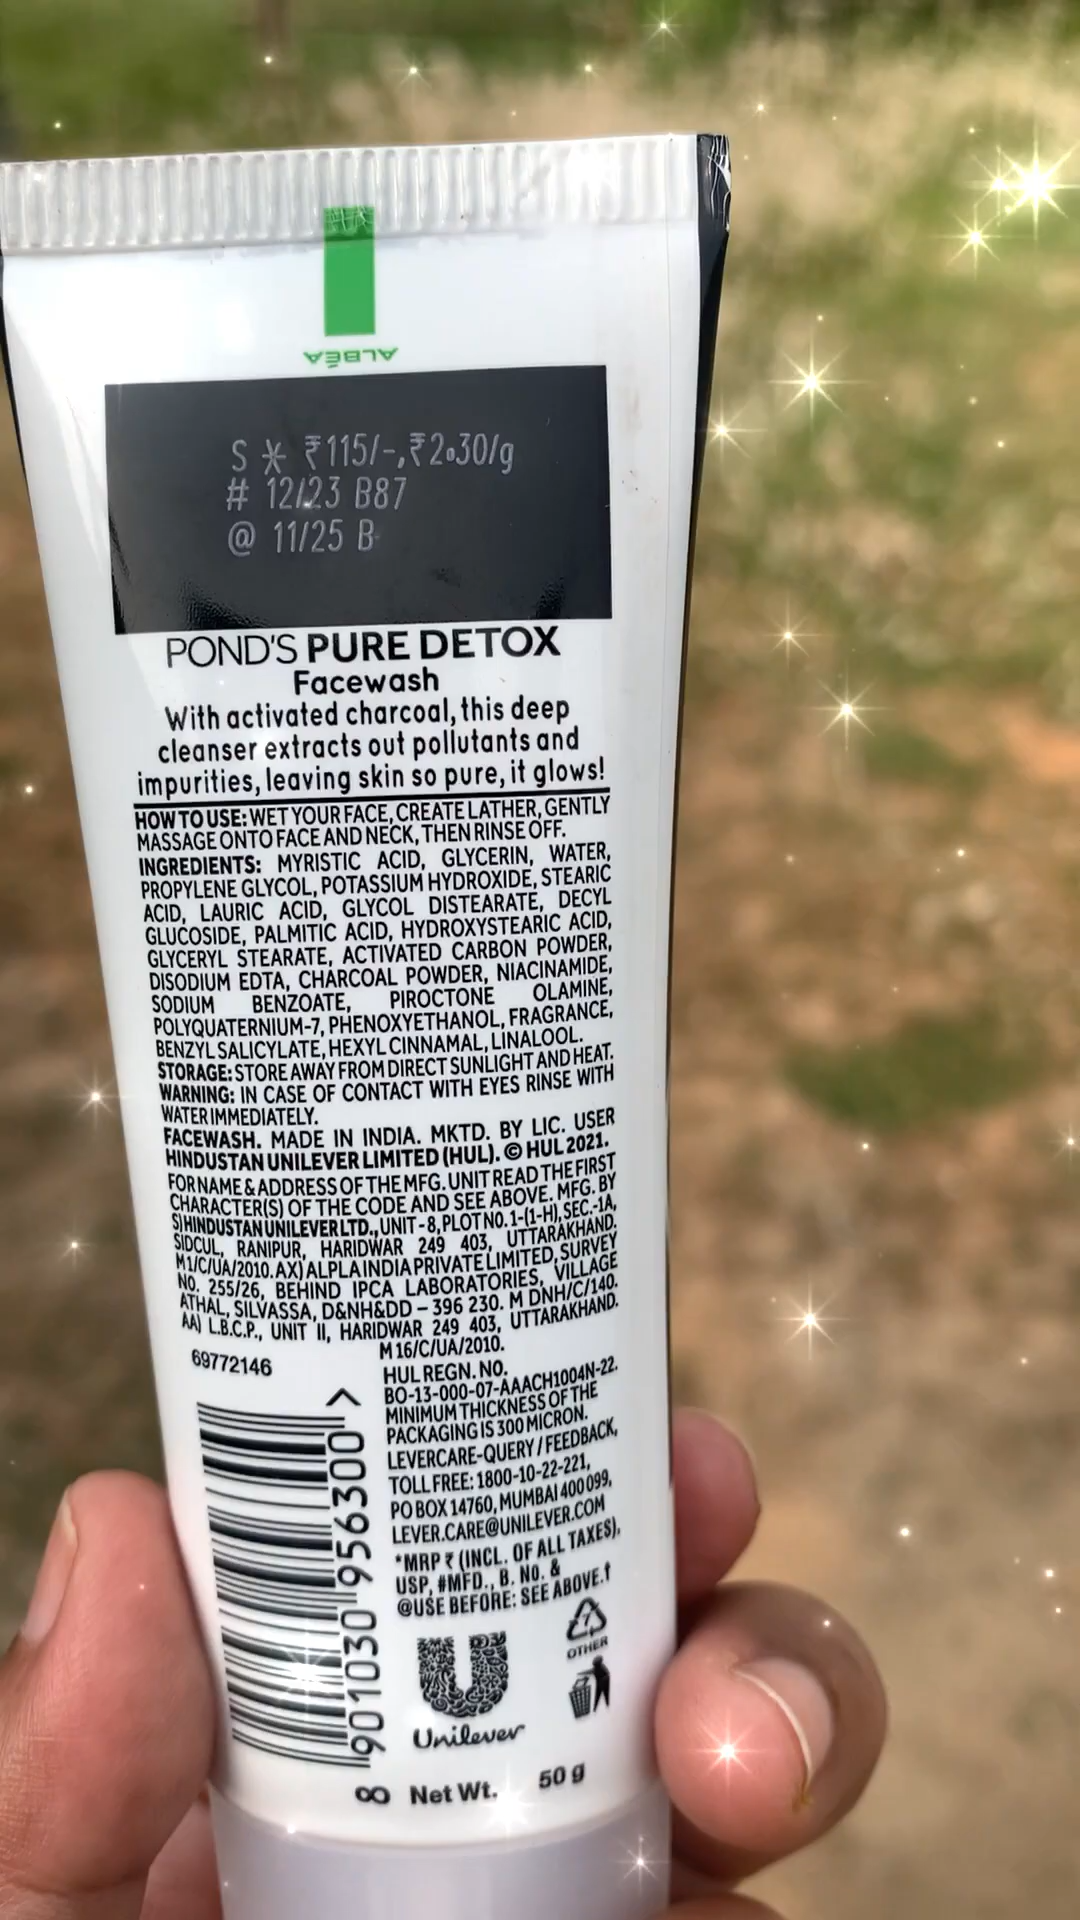 ALBÉA
S * ₹115/-,₹2.30/g
# 12/23 B87
@ 11/25 B
POND'S PURE DETOX
Facewash
With activated charcoal, this deep
cleanser extracts out pollutants and
impurities, leaving skin so pure, it glows!
HOW TO USE: WET YOUR FACE, CREATE LATHER, GENTLY
MASSAGE ONTO FACE AND NECK, THEN RINSE OFF.
INGREDIENTS: MYRISTIC ACID, GLYCERIN, WATER,
PROPYLENE GLYCOL, POTASSIUM HYDROXIDE, STEARIC
ACID, LAURIC ACID, GLYCOL DISTEARATE, DECYL
GLUCOSIDE, PALMITIC ACID, HYDROXYSTEARIC ACID,
GLYCERYL STEARATE, ACTIVATED CARBON POWDER,
DISODIUM EDTA, CHARCOAL POWDER, NIACINAMIDE,
SODIUM BENZOATE, PIROCTONE OLAMINE,
POLYQUATERNIUM-7, PHENOXYETHANOL, FRAGRANCE,
BENZYL SALICYLATE, HEXYL CINNAMAL, LINALOOL.
STORAGE: STORE AWAY FROM DIRECT SUNLIGHT AND HEAT.
WARNING: IN CASE OF CONTACT WITH EYES RINSE WITH
WATER IMMEDIATELY.
FACEWASH. MADE IN INDIA. MKTD. BY LIC. USER
HINDUSTAN UNILEVER LIMITED (HUL). © HUL 2021.
FOR NAME & ADDRESS OF THE MFG. UNIT READ THE FIRST
CHARACTER(S) OF THE CODE AND SEE ABOVE. MFG. BY
S) HINDUSTAN UNILEVER LTD., UNIT - 8, PLOT NO. 1-(1-H), SEC.-1A,
SIDCUL, RANIPUR, HARIDWAR 249 403, UTTARAKHAND.
M1/C/UA/2010. AX) ALPLA INDIA PRIVATE LIMITED, SURVEY
NO. 255/26, BEHIND IPCA LABORATORIES, VILLAGE
ATHAL, SILVASSA, D&NH&DD – 396 230. M DNH/C/140.
AA) L.B.C.P., UNIT II, HARIDWAR 249 403, UTTARAKHAND.
M 16/C/UA/2010.
69772146
HUL REGN. NO.
BO-13-000-07-AAACH1004N-22.
MINIMUM THICKNESS OF THE
PACKAGING IS 300 MICRON.
LEVERCARE-QUERY / FEEDBACK,
TOLL FREE: 1800-10-22-221,
PO BOX 14760, MUMBAI 400 099,
LEVER.CARE@UNILEVER.COM
*MRP ₹ (INCL. OF ALL TAXES),
USP, #MFD., B. NO. &
@USE BEFORE: SEE ABOVE.†
8 901030 956300 >
7
OTHER
Unilever
Net Wt. 50 g